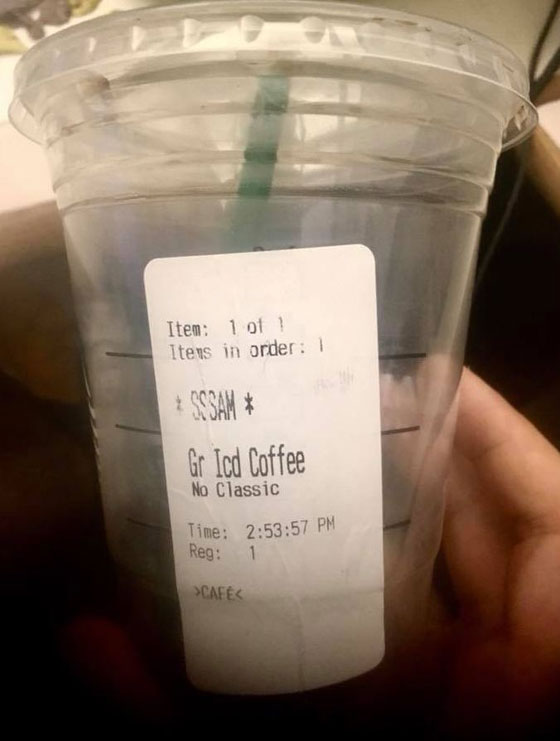 Item: 1 of 1
Items in order: 1
* SSSAM *
Gr Icd Coffee
No Classic
Time: 2:53:57 PM
Reg: 1
>CAFÉ<